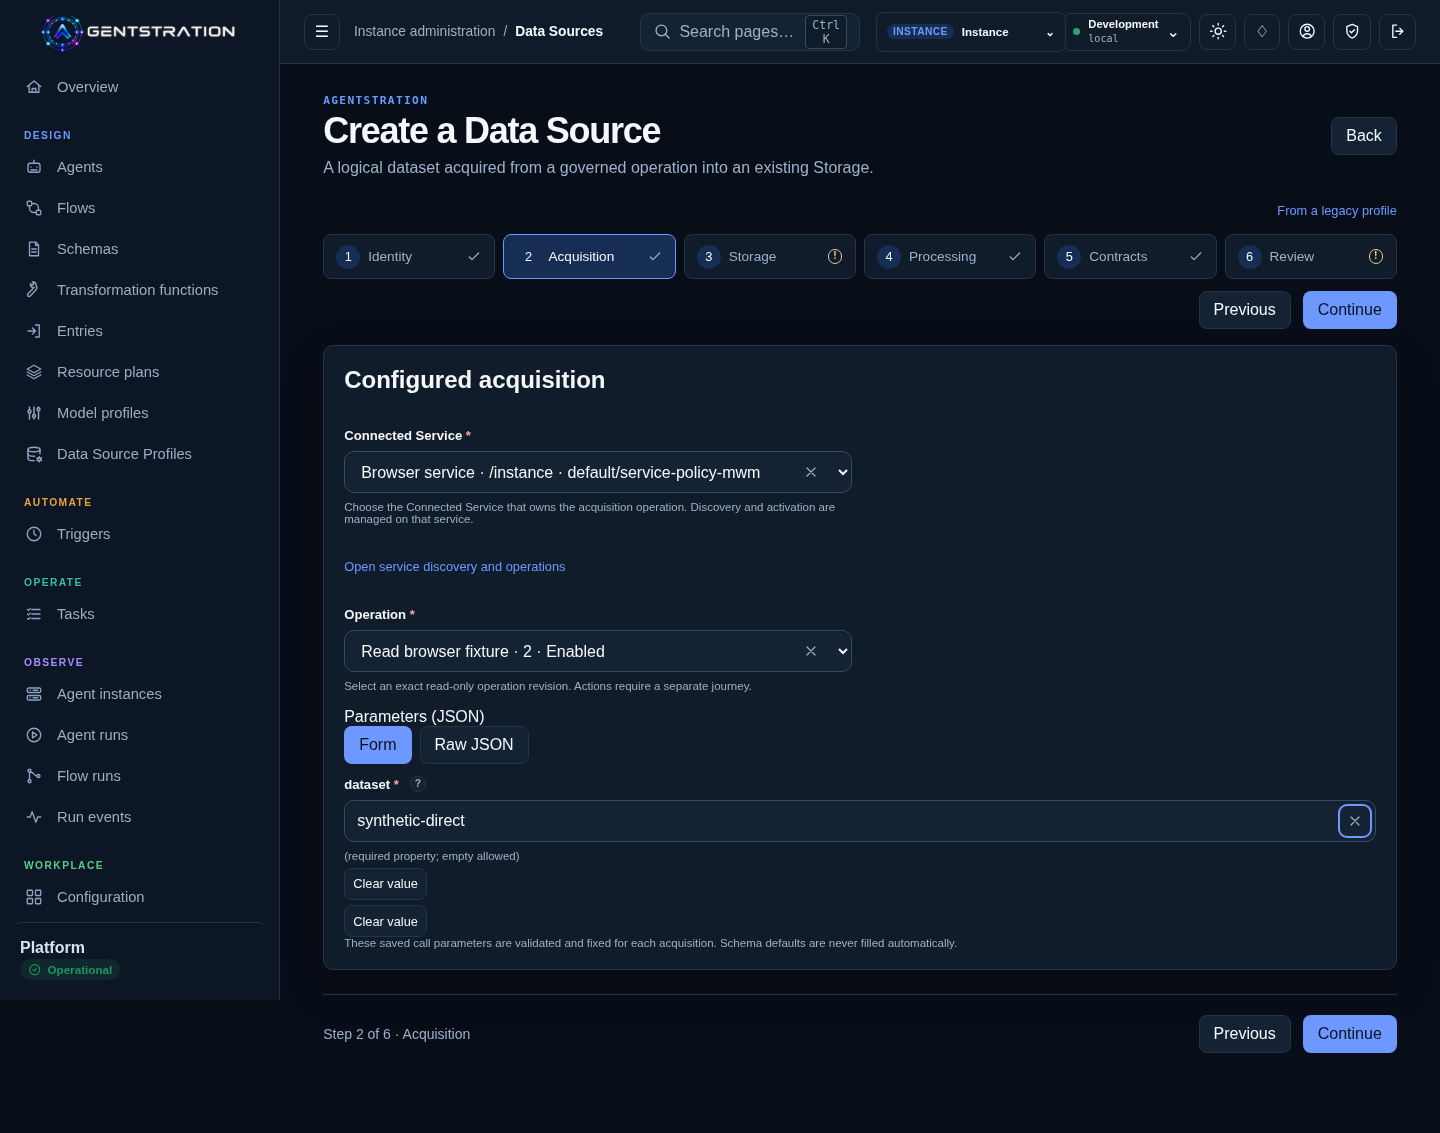 GENTSTRATION
Overview
DESIGN
Agents
Flows
Schemas
Transformation functions
Entries
Resource plans
Model profiles
Data Source Profiles
AUTOMATE
Triggers
OPERATE
Tasks
OBSERVE
Agent instances
Agent runs
Flow runs
Run events
WORKPLACE
Configuration
Platform
Operational
Instance administration / Data Sources
Search pages…
Ctrl
K
INSTANCE Instance
Development
local
AGENTSTRATION
Create a Data Source
A logical dataset acquired from a governed operation into an existing Storage.
Back
From a legacy profile
1 Identity
2 Acquisition
3 Storage
4 Processing
5 Contracts
6 Review
Previous
Continue
Configured acquisition
Connected Service *
Browser service · /instance · default/service-policy-mwm
Choose the Connected Service that owns the acquisition operation. Discovery and activation are
managed on that service.
Open service discovery and operations
Operation *
Read browser fixture · 2 · Enabled
Select an exact read-only operation revision. Actions require a separate journey.
Parameters (JSON)
Form
Raw JSON
dataset * ?
synthetic-direct
(required property; empty allowed)
Clear value
Clear value
These saved call parameters are validated and fixed for each acquisition. Schema defaults are never filled automatically.
Step 2 of 6 · Acquisition
Previous
Continue